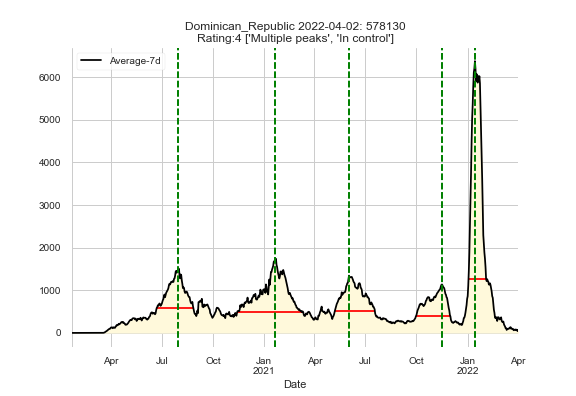 Dominican_Republic 2022-04-02: 578130
Rating:4 ['Multiple peaks', 'In control']
Average-7d
6000
5000
4000
3000
2000
1000
0
Apr Jul Oct Jan Apr Jul Oct Jan Apr
2021 2022
Date